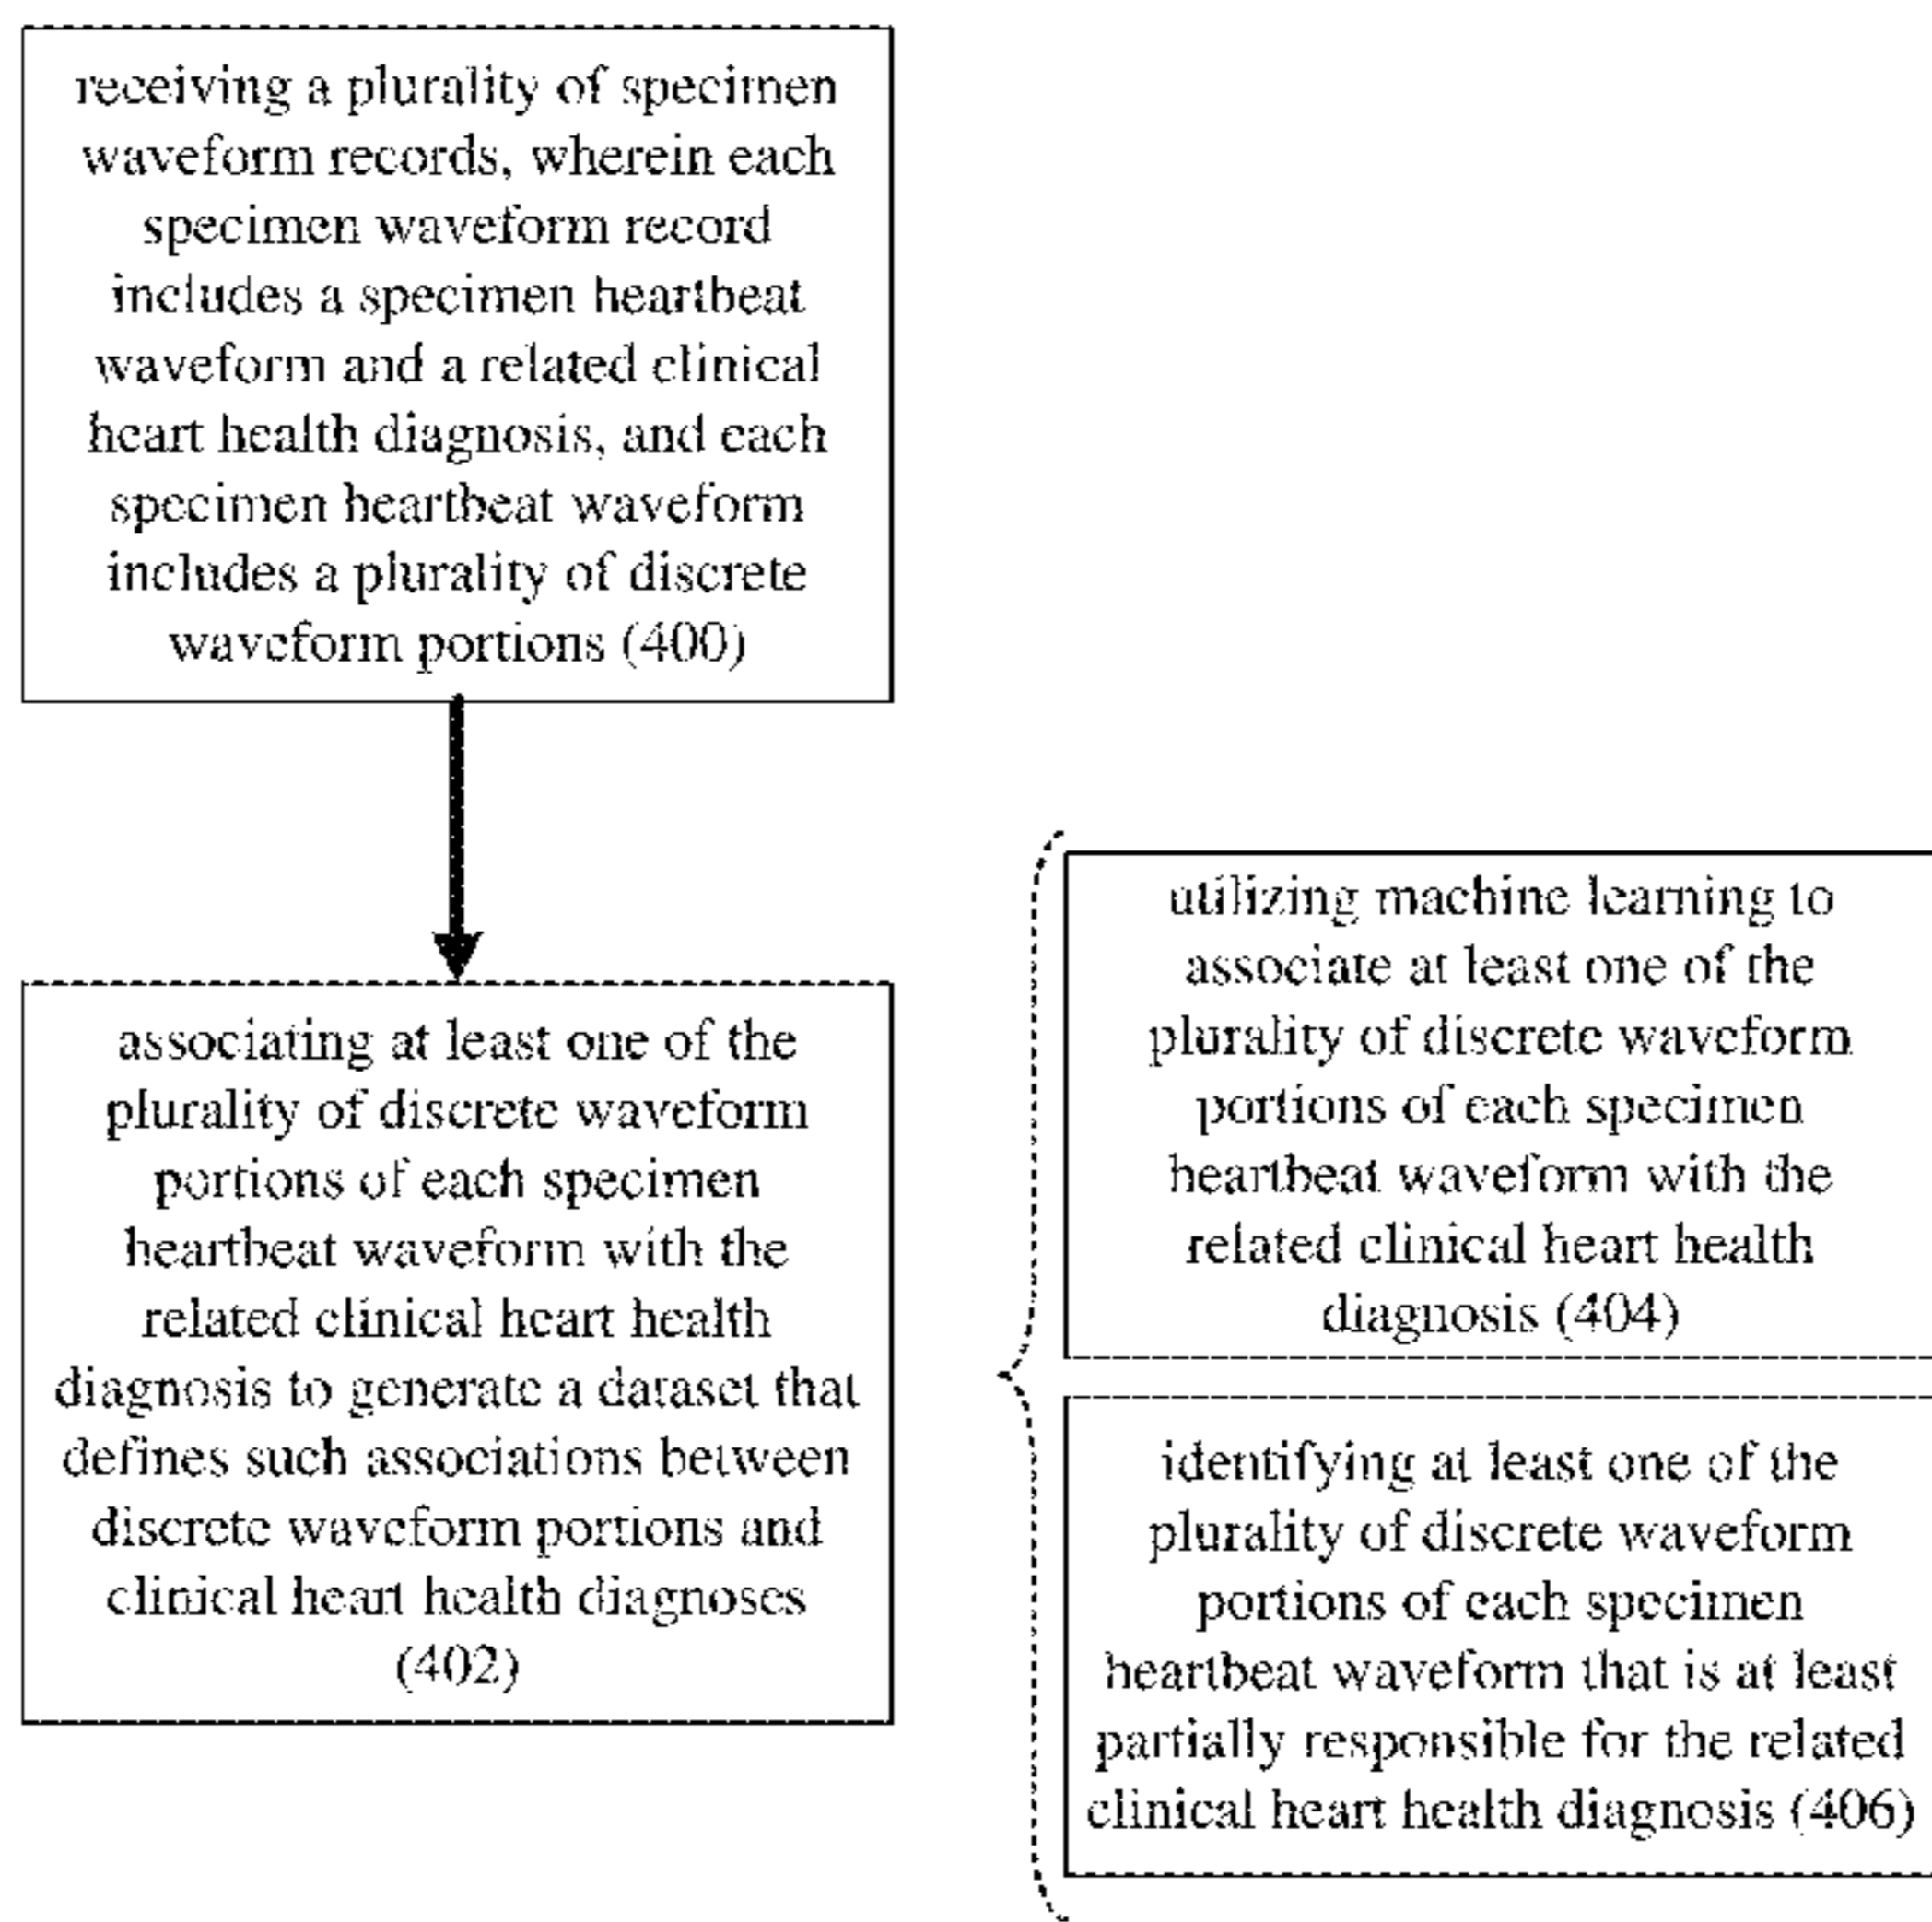 receiving a plurality of specimen
waveform records, wherein each
specimen waveform record
includes a specimen heartbeat
waveform and a related clinical
heart health diagnosis, and each
specimen heartbeat waveform
includes a plurality of discrete
waveform portions (400)
associating at least one of the
plurality of discrete waveform
portions of each specimen
heartbeat waveform with the
related clinical heart health
diagnosis to generate a dataset that
defines such associations between
discrete waveform portions and
clinical heart health diagnoses
(402)
utilizing machine learning to
associate at least one of the
plurality of discrete waveform
portions of each specimen
heartbeat waveform with the
related clinical heart health
diagnosis (404)
identifying at least one of the
plurality of discrete waveform
portions of each specimen
heartbeat waveform that is at least
partially responsible for the related
clinical heart health diagnosis (406)